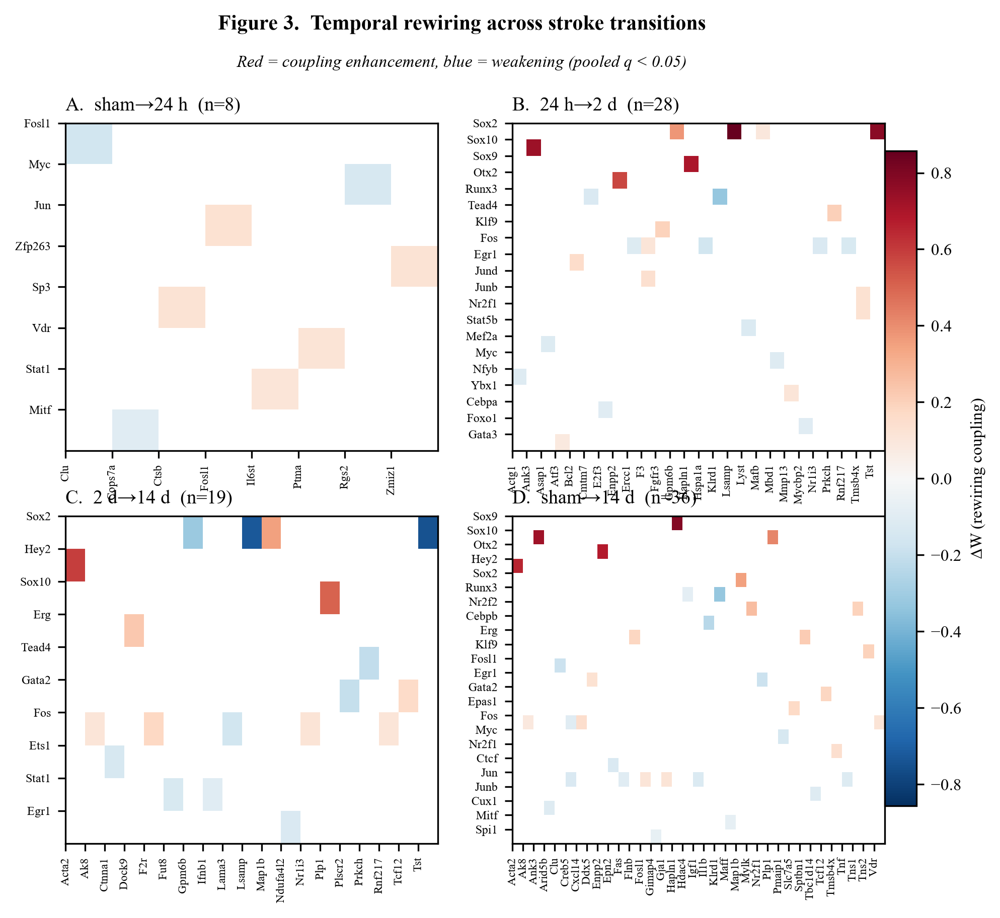 Figure 3.  Temporal rewiring across stroke transitions
Red = coupling enhancement, blue = weakening (pooled q < 0.05)
A.  sham→24 h  (n=8)
Fosl1
Myc
Jun
Zfp263
Sp3
Vdr
Stat1
Mitf
Clu
Cops7a
Ctsb
Fosl1
Il6st
Ptma
Rgs2
Zmiz1
B.  24 h→2 d  (n=28)
Sox2
Sox10
Sox9
Otx2
Runx3
Tead4
Klf9
Fos
Egr1
Jund
Junb
Nr2f1
Stat5b
Mef2a
Myc
Nfyb
Ybx1
Cebpa
Foxo1
Gata3
Actg1
Ank3
Asap1
Atf3
Bcl2
Cmtm7
E2f3
Enpp2
Ercc1
F3
Fgfr3
Gpm6b
Hapln1
Hspa1a
Klrd1
Lsamp
Lyst
Mafb
Mbd1
Mmp13
Mycbp2
Nr1i3
Prkch
Rnf217
Tmsb4x
Tst
C.  2 d→14 d  (n=19)
Sox2
Hey2
Sox10
Erg
Tead4
Gata2
Fos
Ets1
Stat1
Egr1
Acta2
Ak8
Ctnna1
Dock9
F2r
Fut8
Gpm6b
Ifnb1
Lama3
Lsamp
Map1b
Ndufa4l2
Nr1i3
Plp1
Plscr2
Prkch
Rnf217
Tcf12
Tst
D.  sham→14 d  (n=36)
Sox9
Sox10
Otx2
Hey2
Sox2
Runx3
Nr2f2
Cebpb
Erg
Klf9
Fosl1
Egr1
Gata2
Epas1
Fos
Myc
Nr2f1
Ctcf
Jun
Junb
Cux1
Mitf
Spi1
Acta2
Ak8
Ank3
Arid5b
Clu
Creb5
Cxcl14
Ddx5
Enpp2
Epn2
Fas
Flnb
Fosl1
Gimap4
Gja1
Hapln1
Hdac4
Igf1
Il1b
Klrd1
Maff
Map1b
Mylk
Nr2f1
Plp1
Pmaip1
Slc7a5
Sptbn1
Tbc1d14
Tcf12
Tmsb4x
Tnf
Tns1
Tns2
Vdr
0.8
0.6
0.4
0.2
0.0
−0.2
−0.4
−0.6
−0.8
ΔW (rewiring coupling)